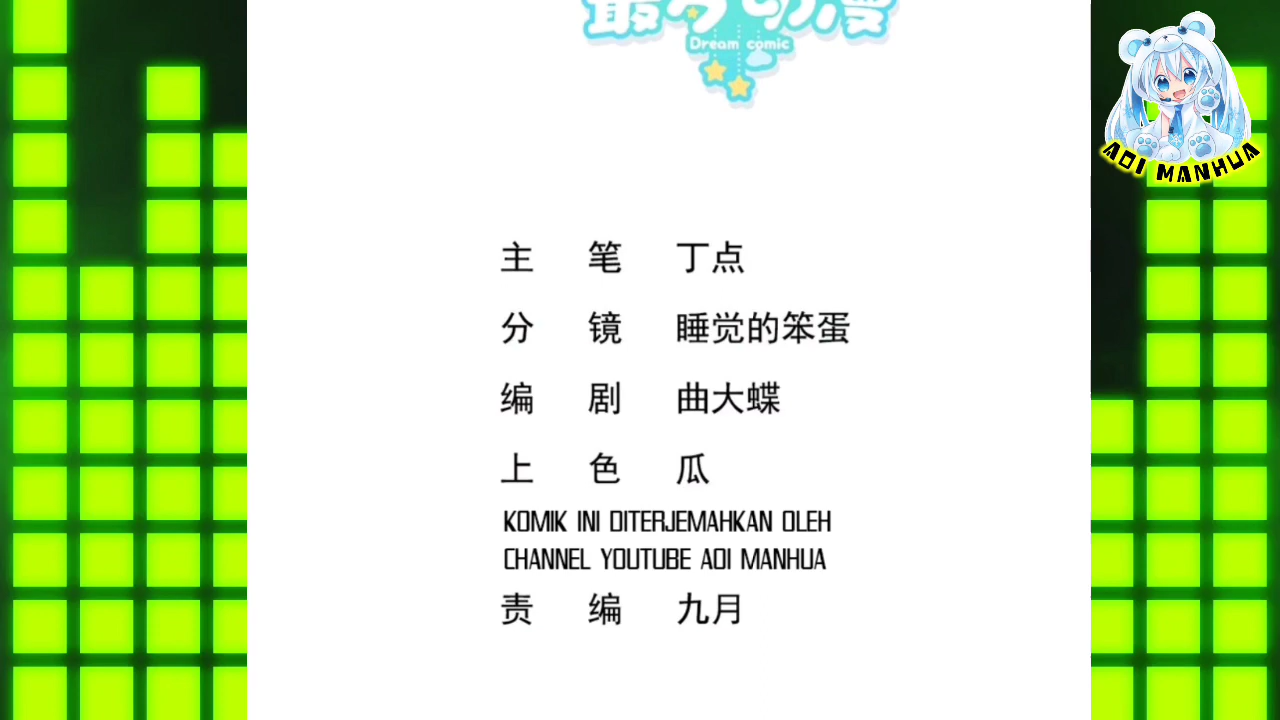 Dream comic
AOI MANHUA
主 笔 丁点
分 镜 睡觉的笨蛋
编 剧 曲大蝶
上 色 瓜
KOMIK INI DITERJEMAHKAN OLEH
CHANNEL YOUTUBE AOI MANHUA
责 编 九月